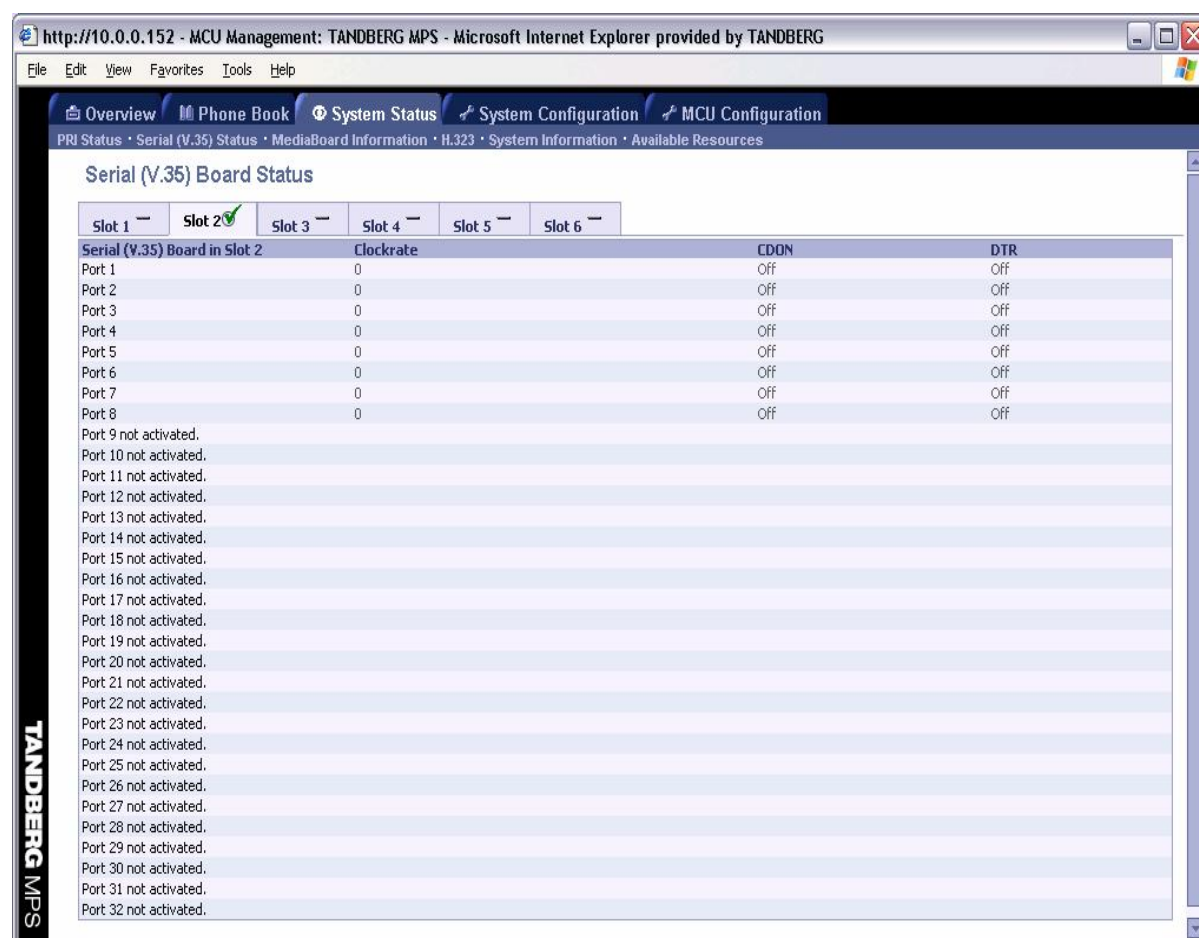 http://10.0.0.152 - MCU Management: TANDBERG MPS - Microsoft Internet Explorer provided by TANDBERG
File Edit View Favorites Tools Help
Overview Phone Book System Status System Configuration MCU Configuration
PRI Status · Serial (V.35) Status · MediaBoard Information · H.323 · System Information · Available Resources
Serial (V.35) Board Status
Slot 1 Slot 2 Slot 3 Slot 4 Slot 5 Slot 6
Serial (V.35) Board in Slot 2 Clockrate CDON DTR
Port 1 0 Off Off
Port 2 0 Off Off
Port 3 0 Off Off
Port 4 0 Off Off
Port 5 0 Off Off
Port 6 0 Off Off
Port 7 0 Off Off
Port 8 0 Off Off
Port 9 not activated.
Port 10 not activated.
Port 11 not activated.
Port 12 not activated.
Port 13 not activated.
Port 14 not activated.
Port 15 not activated.
Port 16 not activated.
Port 17 not activated.
Port 18 not activated.
Port 19 not activated.
Port 20 not activated.
Port 21 not activated.
Port 22 not activated.
Port 23 not activated.
Port 24 not activated.
Port 25 not activated.
Port 26 not activated.
Port 27 not activated.
Port 28 not activated.
Port 29 not activated.
Port 30 not activated.
Port 31 not activated.
Port 32 not activated.
TANDBERG MPS